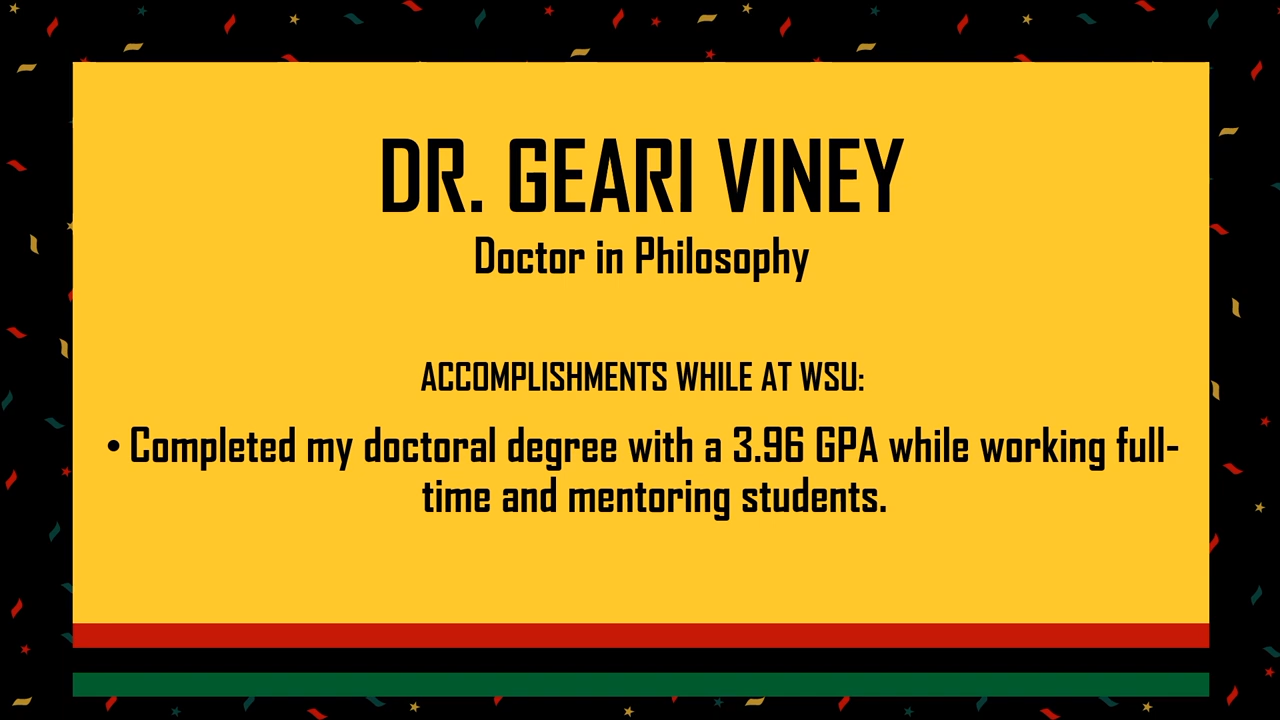 DR. GEARI VINEY
Doctor in Philosophy
ACCOMPLISHMENTS WHILE AT WSU:
• Completed my doctoral degree with a 3.96 GPA while working full-
time and mentoring students.